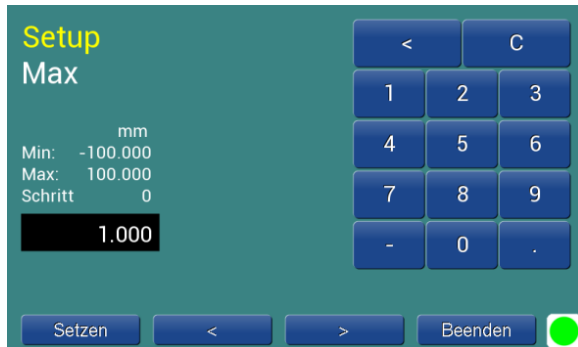 Setup
Max
mm
Min: -100.000
Max: 100.000
Schritt 0
1.000
< C
1 2 3
4 5 6
7 8 9
- 0 .
Setzen < > Beenden